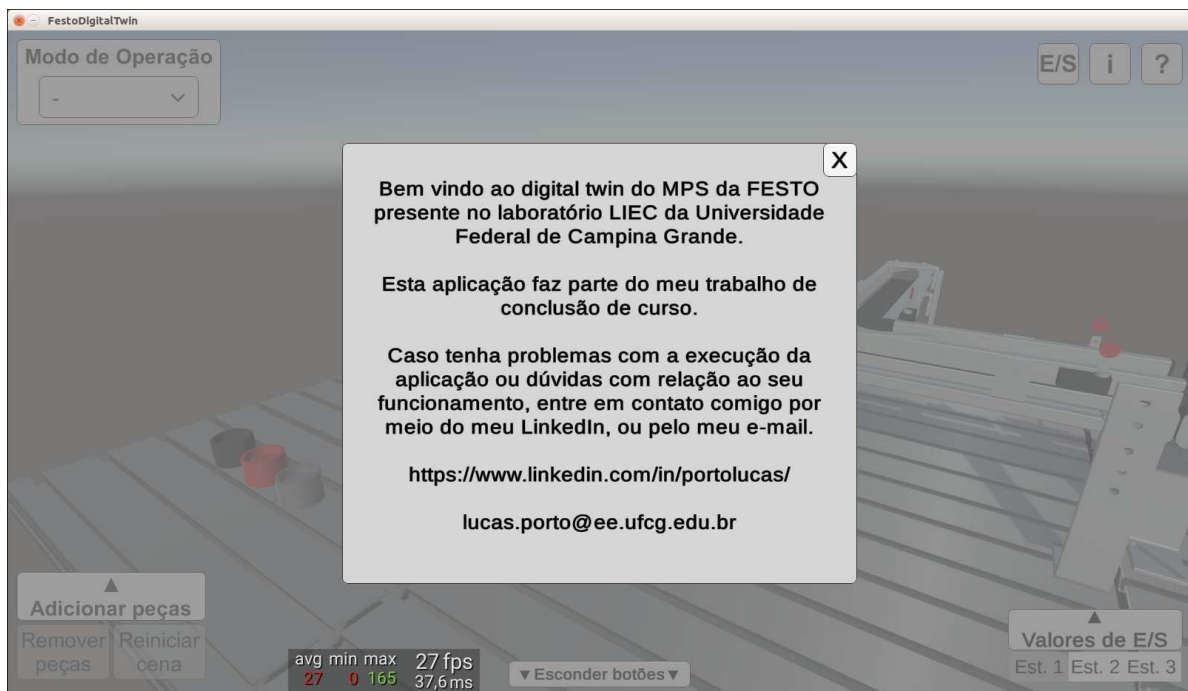 FestoDigitalTwin
Modo de Operação
-
E/S i ?
X
Bem vindo ao digital twin do MPS da FESTO
presente no laboratório LIEC da Universidade
Federal de Campina Grande.
Esta aplicação faz parte do meu trabalho de
conclusão de curso.
Caso tenha problemas com a execução da
aplicação ou dúvidas com relação ao seu
funcionamento, entre em contato comigo por
meio do meu LinkedIn, ou pelo meu e-mail.
https://www.linkedin.com/in/portolucas/
lucas.porto@ee.ufcg.edu.br
▲
Adicionar peças
Remover
peças
Reiniciar
cena
avg min max 27 fps
27 0 165 37,6 ms
▼Esconder botões▼
▲
Valores de E/S
Est. 1 Est. 2 Est. 3